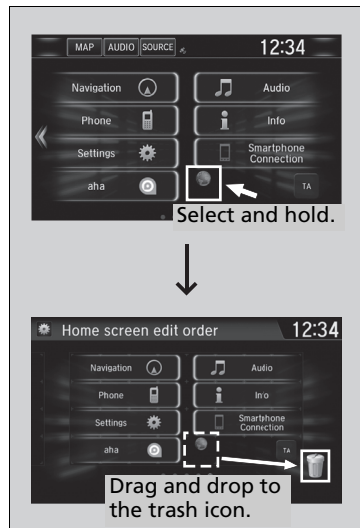 MAP AUDIO SOURCE 12:34
Navigation Audio
Phone Info
Settings Smartphone
Connection
aha TA
Select and hold.
Home screen edit order 12:34
Navigation Audio
Phone In'o
Settings Smartphone
Connection
aha TA
Drag and drop to
the trash icon.